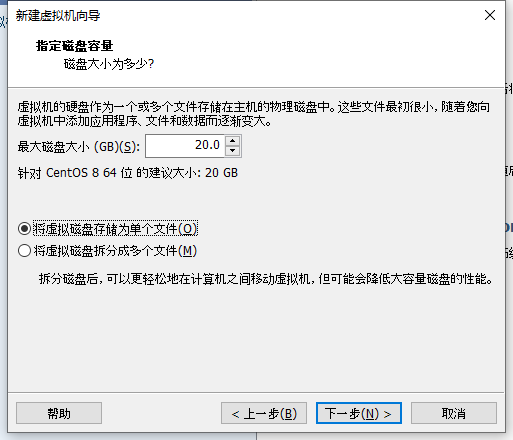 新建虚拟机向导
指定磁盘容量
磁盘大小为多少?
虚拟机的硬盘作为一个或多个文件存储在主机的物理磁盘中。这些文件最初很小，随着您向
虚拟机中添加应用程序、文件和数据而逐渐变大。
最大磁盘大小 (GB)(S): 20.0
针对 CentOS 8 64 位 的建议大小: 20 GB
将虚拟磁盘存储为单个文件(O)
将虚拟磁盘拆分成多个文件(M)
拆分磁盘后，可以更轻松地在计算机之间移动虚拟机，但可能会降低大容量磁盘的性能。
帮助 < 上一步(B) 下一步(N) > 取消